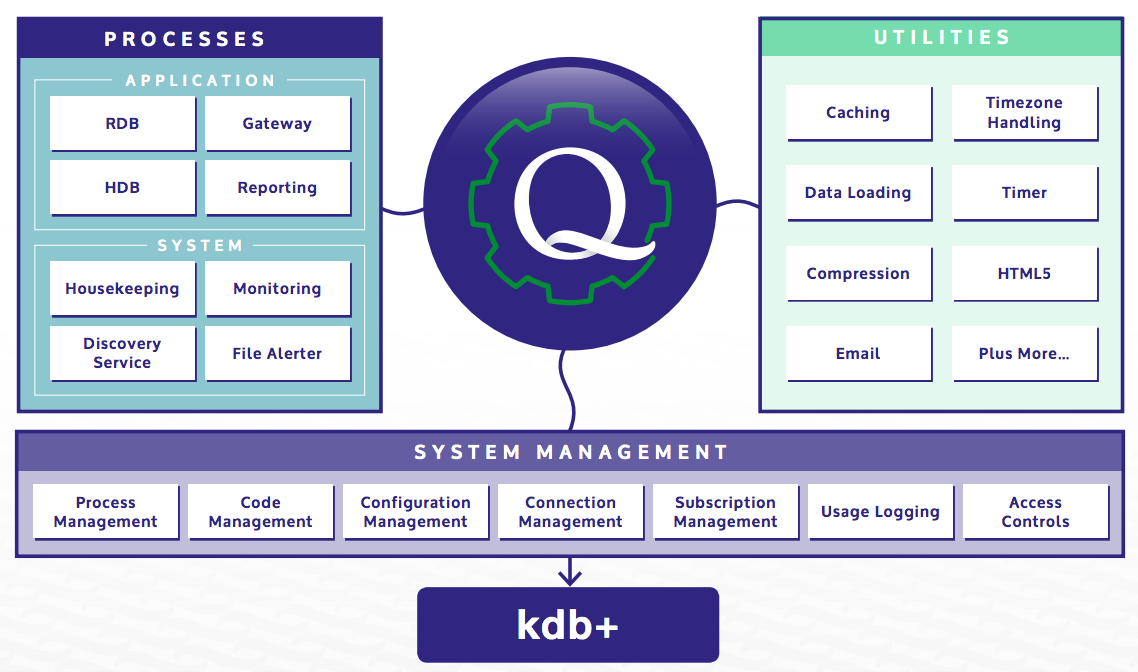 PROCESSES
APPLICATION
RDB
Gateway
HDB
Reporting
SYSTEM
Housekeeping
Monitoring
Discovery
Service
File Alerter
Q
UTILITIES
Caching
Timezone
Handling
Data Loading
Timer
Compression
HTML5
Email
Plus More...
SYSTEM MANAGEMENT
Process
Management
Code
Management
Configuration
Management
Connection
Management
Subscription
Management
Usage Logging
Access
Controls
kdb+